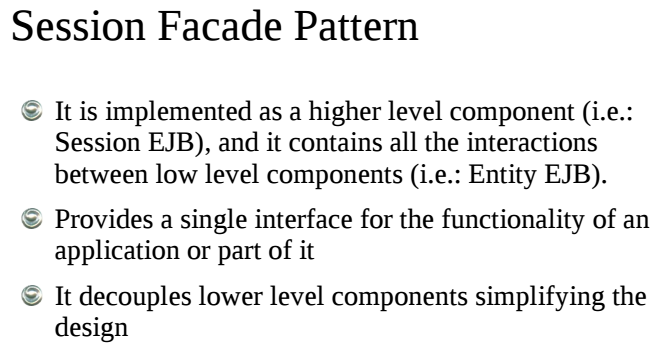 Session Facade Pattern
It is implemented as a higher level component (i.e.:
Session EJB), and it contains all the interactions
between low level components (i.e.: Entity EJB).
Provides a single interface for the functionality of an
application or part of it
It decouples lower level components simplifying the
design